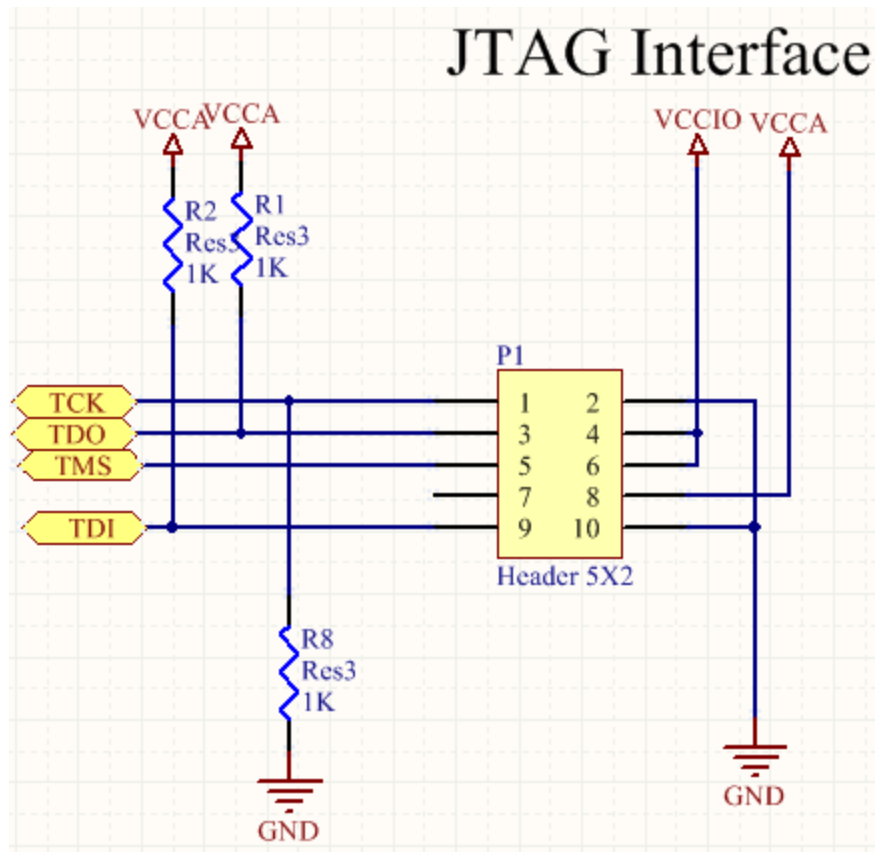 JTAG Interface
VCCA
VCCA
VCCIO
VCCA
R2
Res3
1K
R1
Res3
1K
P1
TCK
TDO
TMS
TDI
1 2
3 4
5 6
7 8
9 10
Header 5X2
R8
Res3
1K
GND
GND